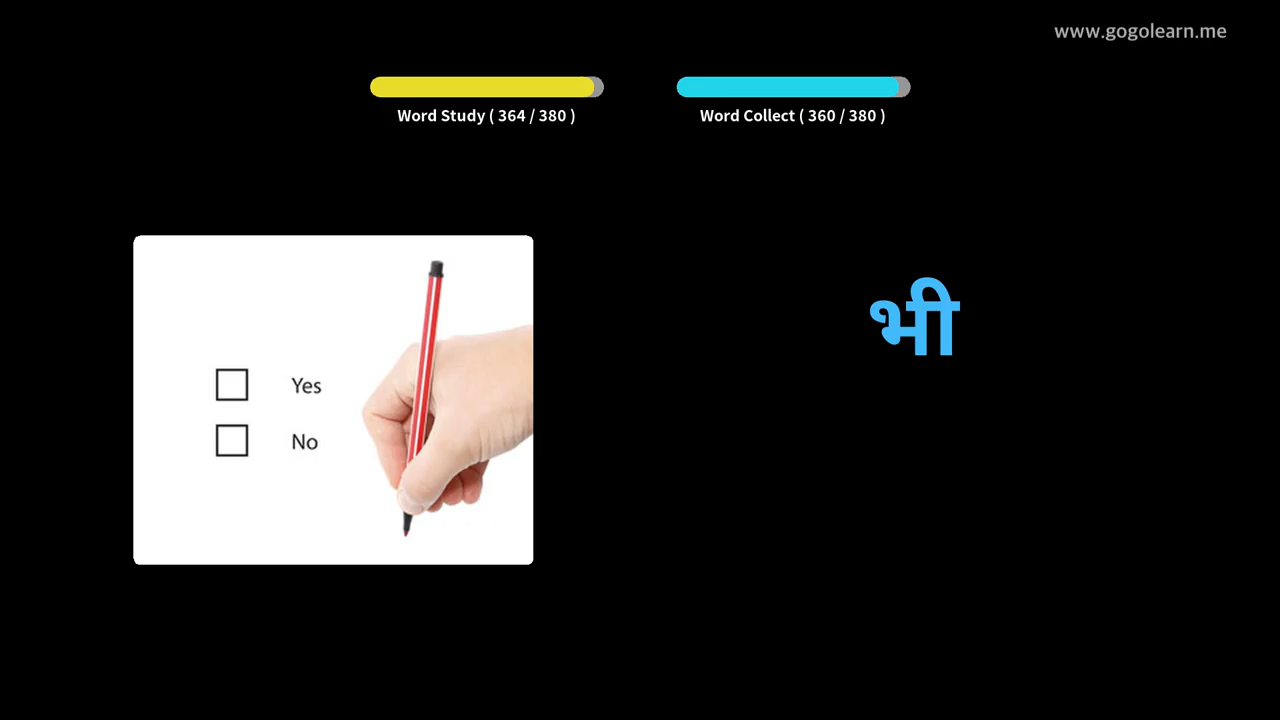 www.gogolearn.me
Word Study ( 364 / 380 )
Word Collect ( 360 / 380 )
भी
Yes
No